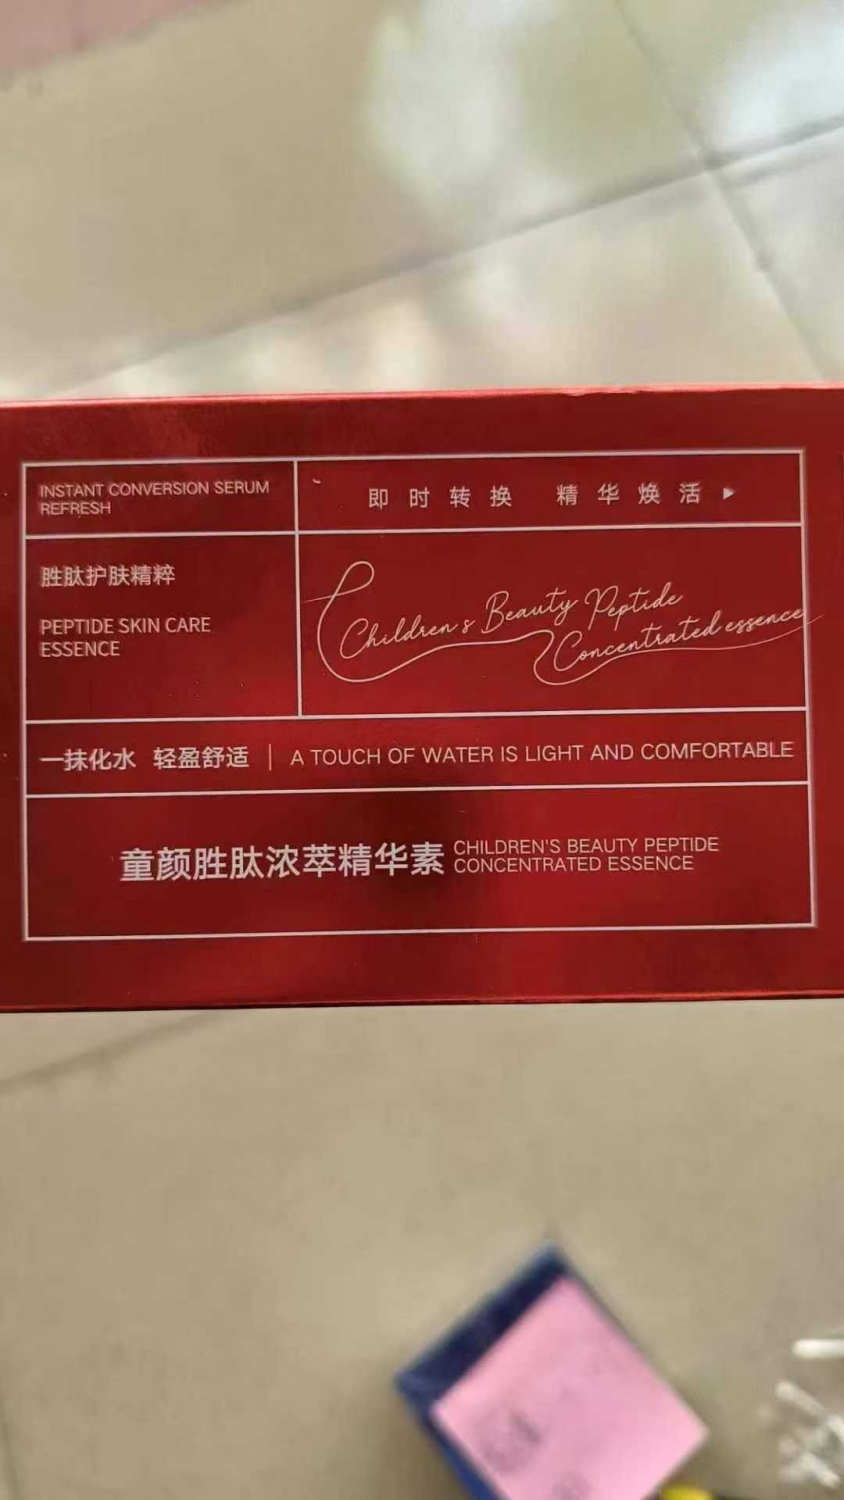 INSTANT CONVERSION SERUM
REFRESH
即时转换 精华焕活
胜肽护肤精粹
PEPTIDE SKIN CARE
ESSENCE
Children's Beauty Peptide
Concentrated essence
一抹化水 轻盈舒适 | A TOUCH OF WATER IS LIGHT AND COMFORTABLE
童颜胜肽浓萃精华素
CHILDREN'S BEAUTY PEPTIDE
CONCENTRATED ESSENCE